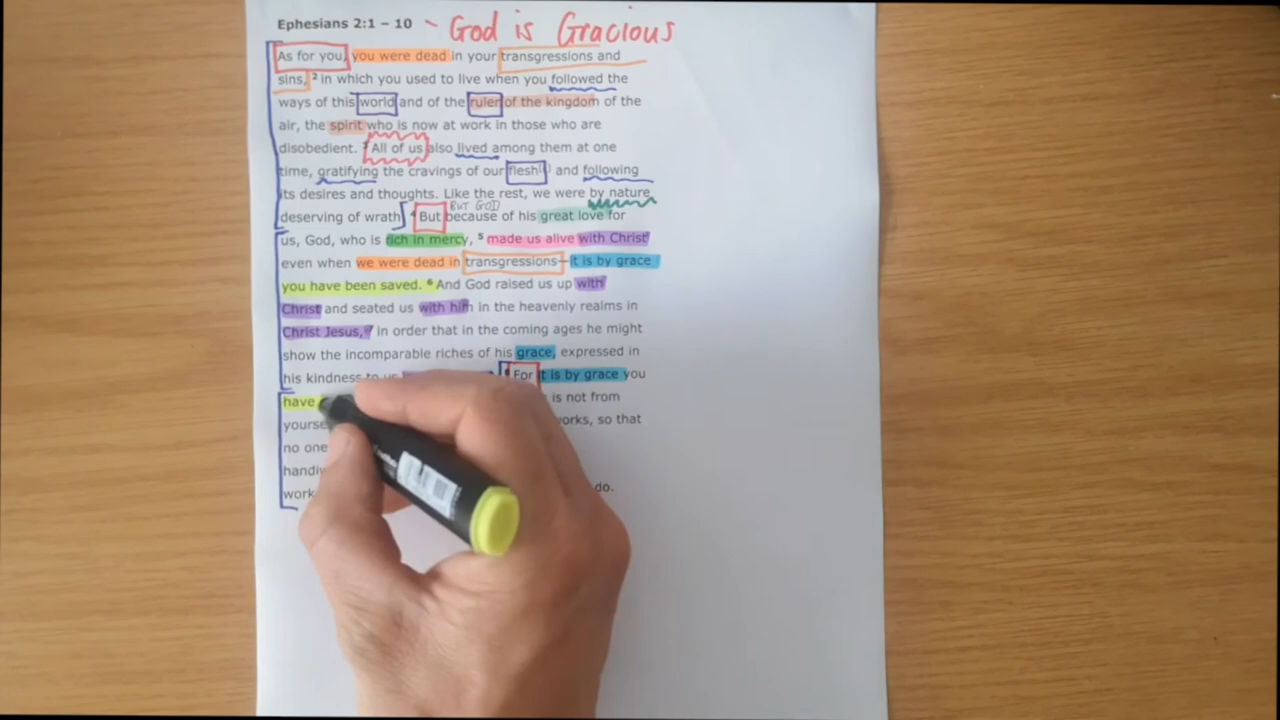 Ephesians 2:1 – 10 ~ God is Gracious
As for you, you were dead in your transgressions and
sins, 2 in which you used to live when you followed the
ways of this world and of the ruler of the kingdom of the
air, the spirit who is now at work in those who are
disobedient. 3 All of us also lived among them at one
time, gratifying the cravings of our flesh and following
its desires and thoughts. Like the rest, we were by nature
BUT GOD
deserving of wrath 4 But because of his great love for
us, God, who is rich in mercy, 5 made us alive with Christ
even when we were dead in transgressions—it is by grace
you have been saved. 6 And God raised us up with
Christ and seated us with him in the heavenly realms in
Christ Jesus, 7 in order that in the coming ages he might
show the incomparable riches of his grace, expressed in
his kindness to us 8 For it is by grace you
have is not from
yourse works, so that
no one
handiw
work do.